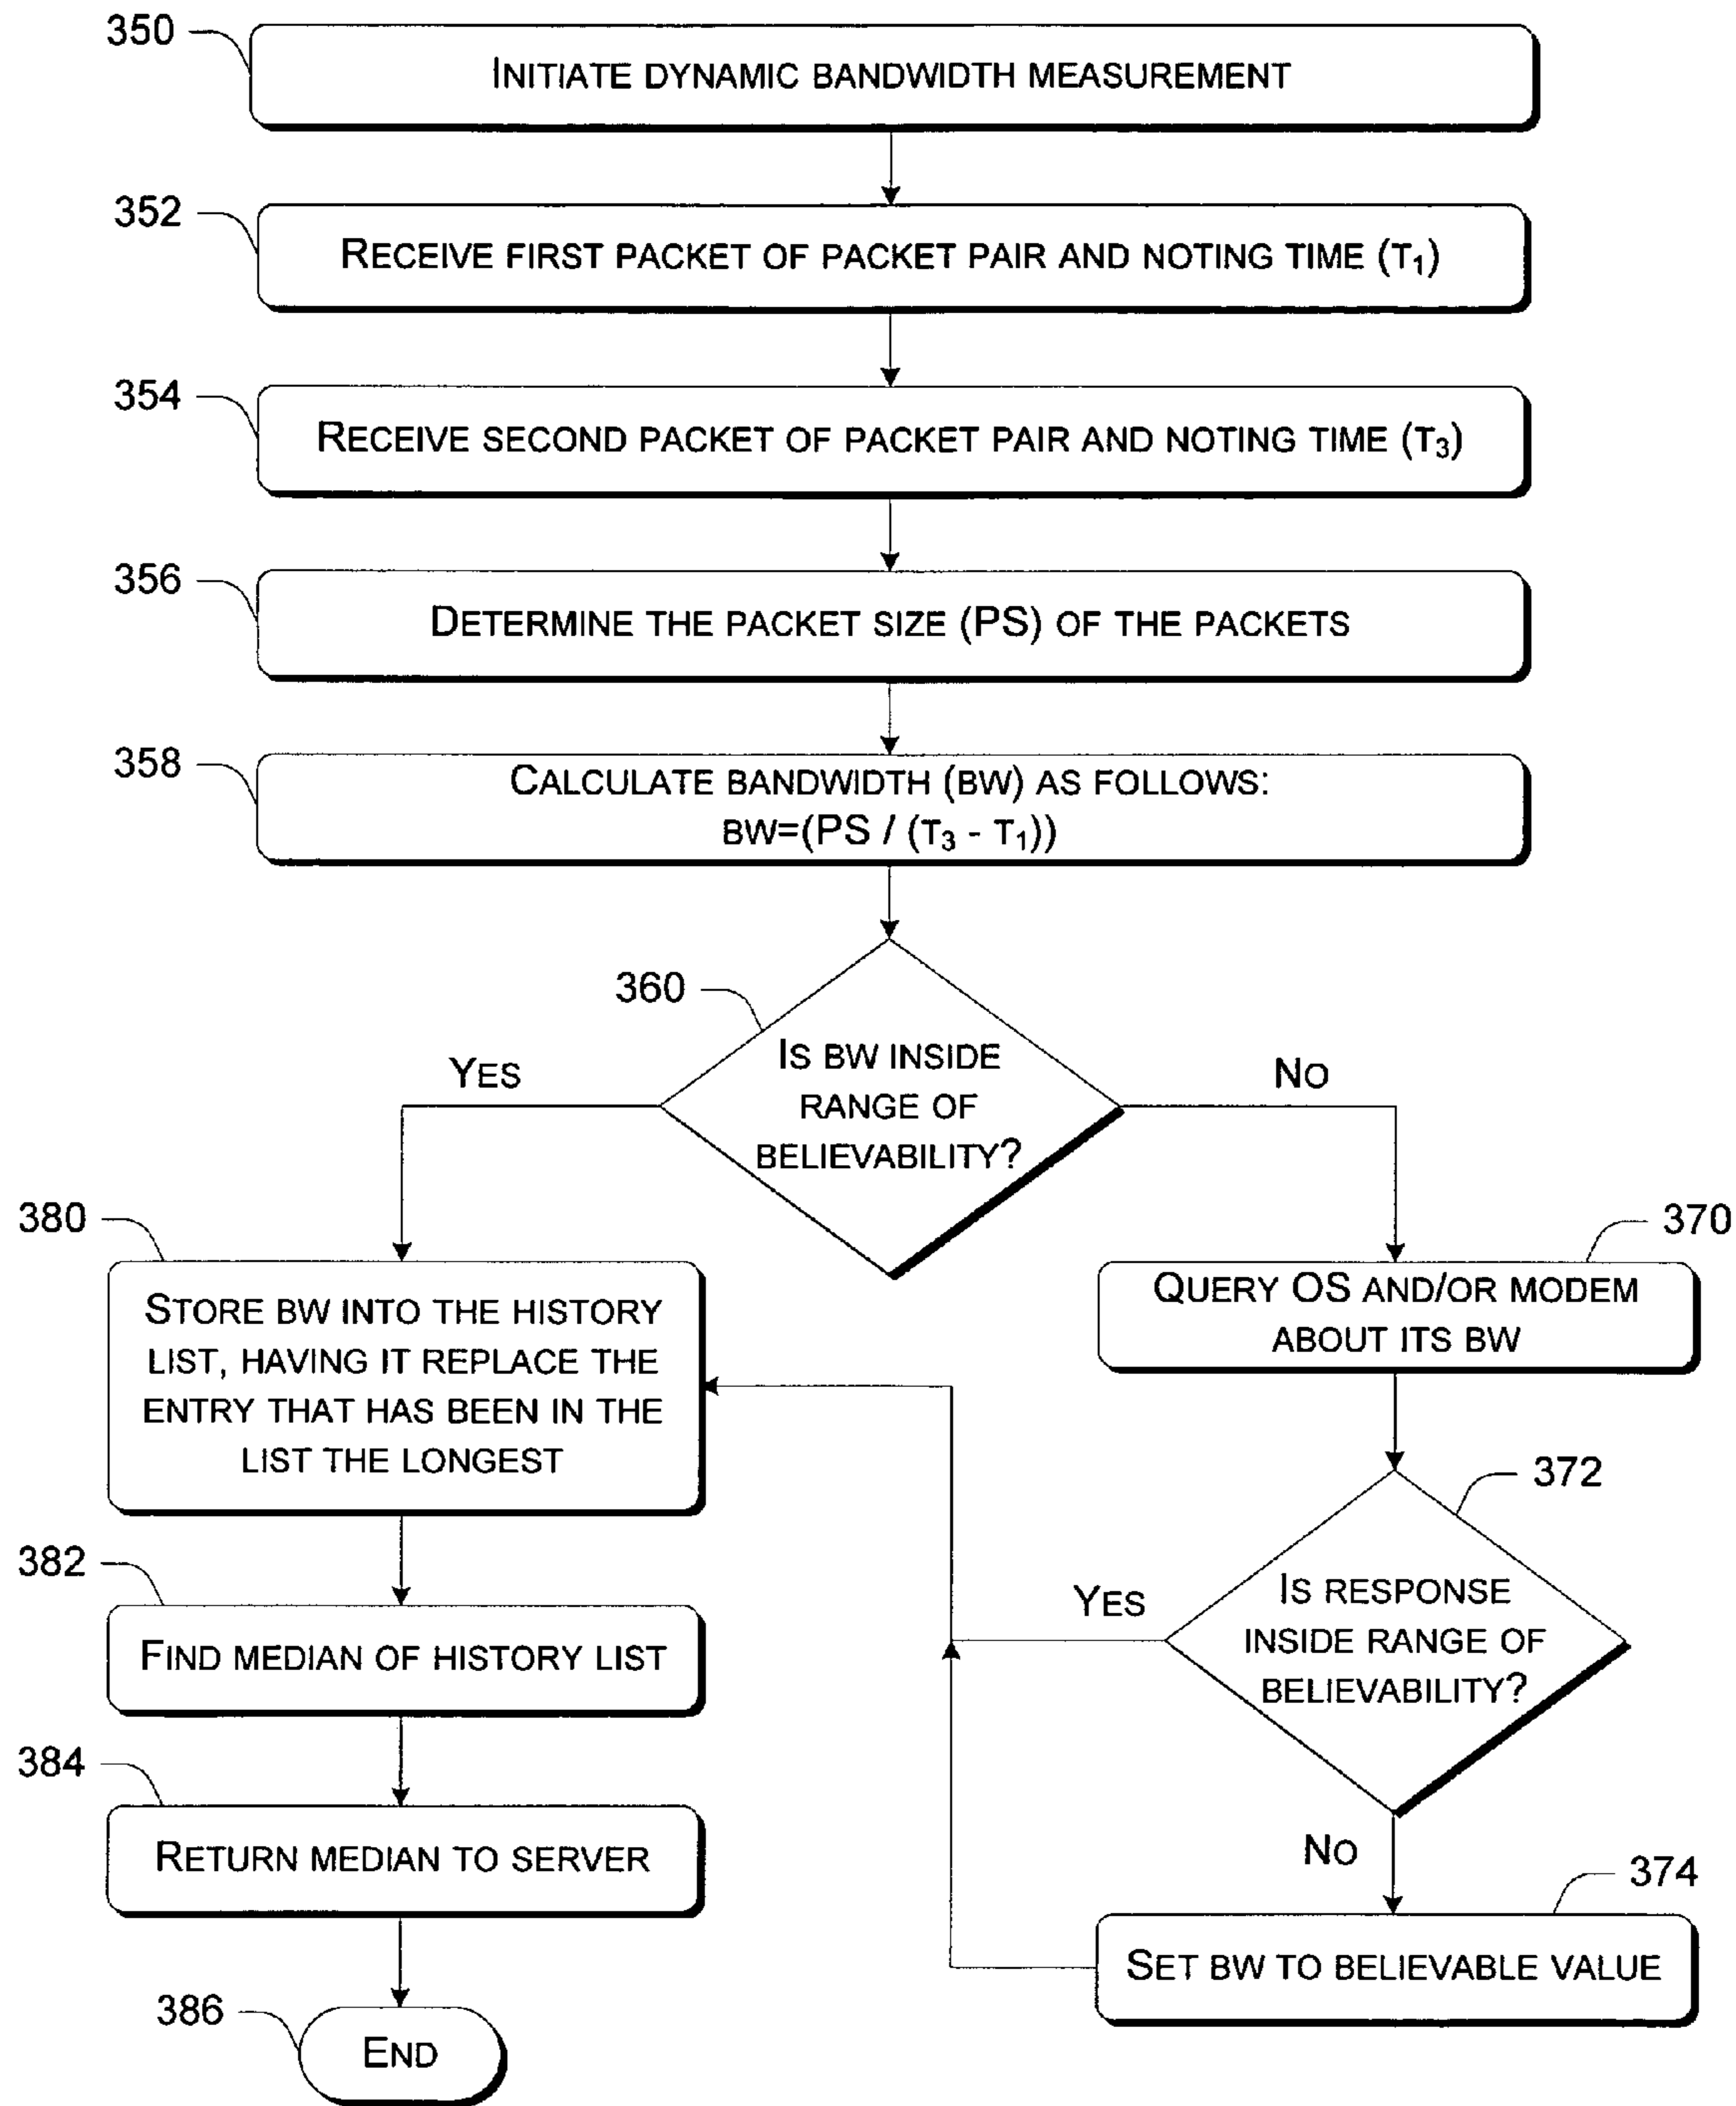 350
INITIATE DYNAMIC BANDWIDTH MEASUREMENT
352
RECEIVE FIRST PACKET OF PACKET PAIR AND NOTING TIME (T₁)
354
RECEIVE SECOND PACKET OF PACKET PAIR AND NOTING TIME (T₃)
356
DETERMINE THE PACKET SIZE (PS) OF THE PACKETS
358
CALCULATE BANDWIDTH (BW) AS FOLLOWS:
BW=(PS / (T₃ - T₁))
360
IS BW INSIDE
RANGE OF
BELIEVABILITY?
YES
NO
380
STORE BW INTO THE HISTORY
LIST, HAVING IT REPLACE THE
ENTRY THAT HAS BEEN IN THE
LIST THE LONGEST
370
QUERY OS AND/OR MODEM
ABOUT ITS BW
372
IS RESPONSE
INSIDE RANGE OF
BELIEVABILITY?
YES
NO
382
FIND MEDIAN OF HISTORY LIST
384
RETURN MEDIAN TO SERVER
374
SET BW TO BELIEVABLE VALUE
386
END